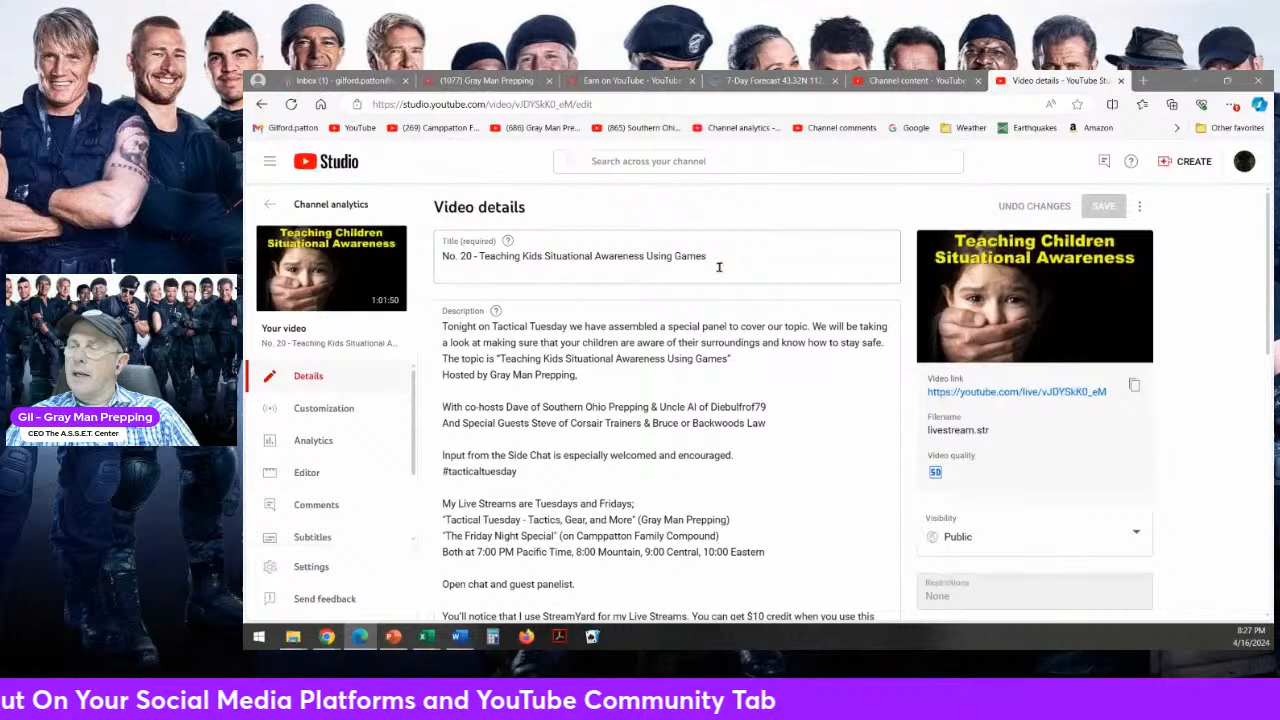 Inbox (1) - gilford.patton@
(1077) Gray Man Prepping
Earn on YouTube - YouTube
7-Day Forecast 43.32N 112.
Channel content - YouTube
Video details - YouTube Stu
https://studio.youtube.com/video/vJDYSkK0_eM/edit
Gilford.patton
YouTube
(269) Camppatton F...
(686) Gray Man Pre...
(865) Southern Ohi...
Channel analytics -...
Channel comments
Google
Weather
Earthquakes
Amazon
Other favorites
Studio
Search across your channel
CREATE
Channel analytics
Teaching Children
Situational Awareness
1:01:50
Your video
No. 20 - Teaching Kids Situational A...
Details
Customization
Analytics
Editor
Comments
Subtitles
Settings
Send feedback
Video details
UNDO CHANGES
SAVE
Title (required)
No. 20 - Teaching Kids Situational Awareness Using Games
Description
Tonight on Tactical Tuesday we have assembled a special panel to cover our topic. We will be taking
a look at making sure that your children are aware of their surroundings and know how to stay safe.
The topic is "Teaching Kids Situational Awareness Using Games"
Hosted by Gray Man Prepping,
With co-hosts Dave of Southern Ohio Prepping & Uncle Al of Diebulfrof79
And Special Guests Steve of Corsair Trainers & Bruce or Backwoods Law
Input from the Side Chat is especially welcomed and encouraged.
#tacticaltuesday
My Live Streams are Tuesdays and Fridays;
"Tactical Tuesday - Tactics, Gear, and More" (Gray Man Prepping)
"The Friday Night Special" (on Camppatton Family Compound)
Both at 7:00 PM Pacific Time, 8:00 Mountain, 9:00 Central, 10:00 Eastern
Open chat and guest panelist.
You'll notice that I use StreamYard for my Live Streams. You can get $10 credit when you use this
Teaching Children
Situational Awareness
Video link
https://youtube.com/live/vJDYSkK0_eM
Filename
livestream.str
Video quality
SD
Visibility
Public
Restrictions
None
8:27 PM
4/16/2024
Gil - Gray Man Prepping
CEO The A.S.S.E.T. Center
ut On Your Social Media Platforms and YouTube Community Tab